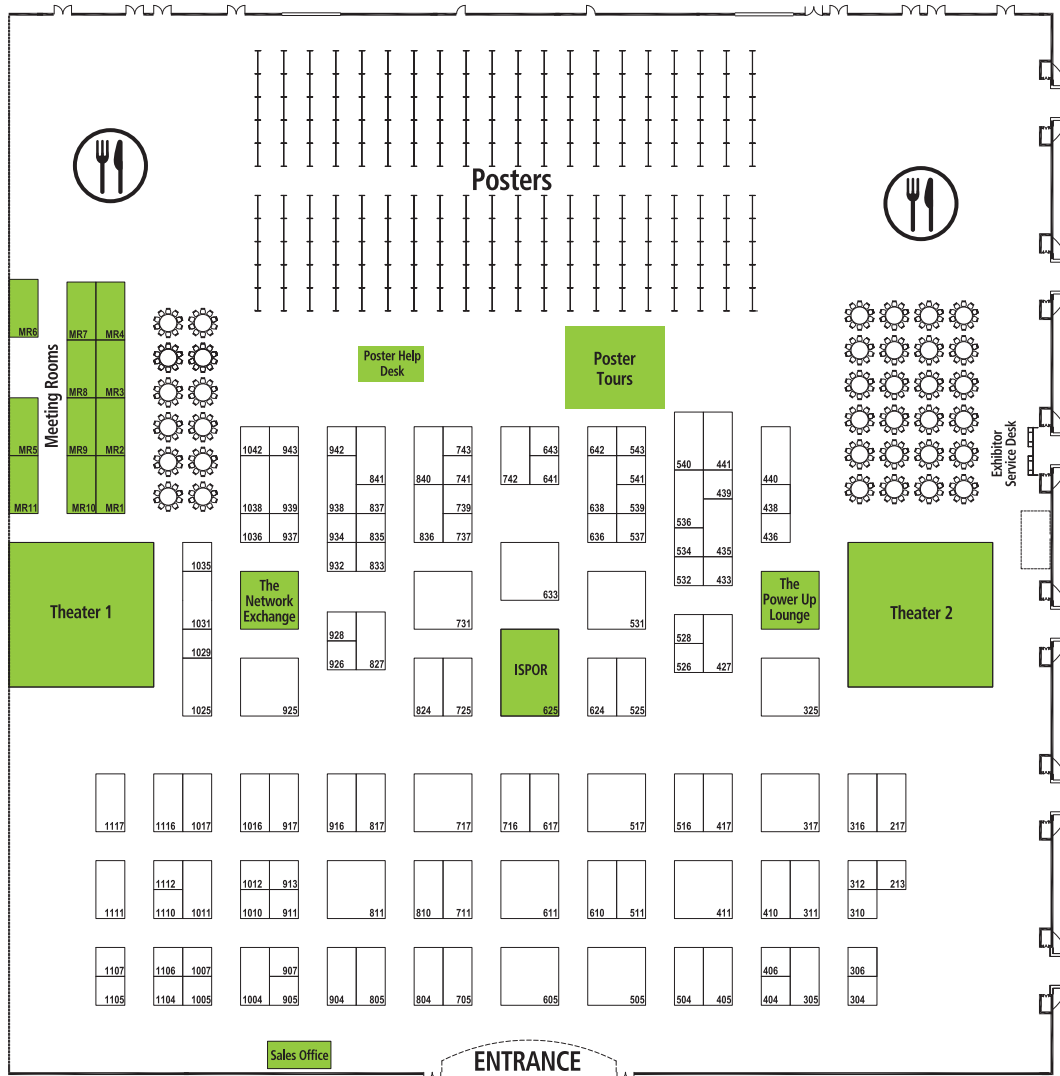 Posters
MR6
MR7 MR4
MR8 MR3
MR5 MR9 MR2
MR11 MR10 MR1
Meeting Rooms
Poster Help
Desk
Poster
Tours
Exhibitor
Service Desk
1042 943 942 743 643 642 543
841 840 741 742 641 541 540 441 440
1038 939 938 837 739 638 539 439 438
1036 937 934 835 836 737 636 537 536 436
932 833 534 435
532 433
1035
Theater 1
The
Network
Exchange
633
The
Power Up
Lounge
Theater 2
1031 731 531
928 528
1029 926 827 526 427
ISPOR
1025 925 824 725 625 624 525 325
1117 1116 1017 1016 917 916 817 717 716 617 517 516 417 317 316 217
1112 1012 913 312 213
1111 1110 1011 1010 911 811 810 711 611 610 511 411 410 311 310
1107 1106 1007 907 406 306
1105 1104 1005 1004 905 904 805 804 705 605 505 504 405 404 305 304
Sales Office
ENTRANCE